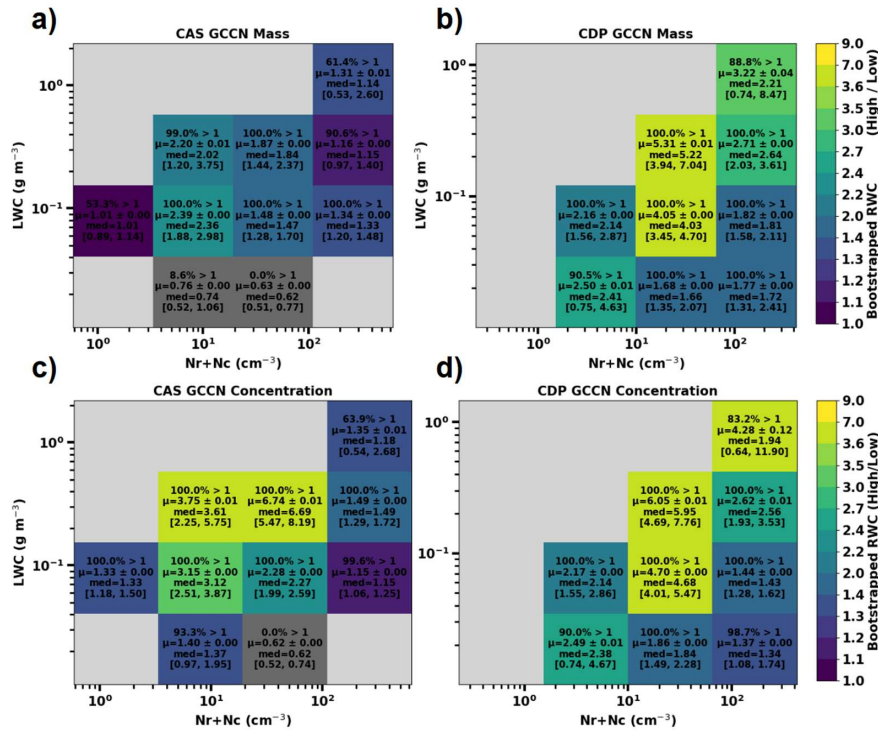 a)
CAS GCCN Mass
LWC (g m⁻³)
10⁰
10⁻¹
61.4% > 1
μ=1.31 ± 0.01
med=1.14
[0.53, 2.60]
99.0% > 1
μ=2.20 ± 0.01
med=2.02
[1.20, 3.75]
100.0% > 1
μ=1.87 ± 0.00
med=1.84
[1.44, 2.37]
90.6% > 1
μ=1.16 ± 0.00
med=1.15
[0.97, 1.40]
53.3% > 1
μ=1.01 ± 0.00
med=1.01
[0.89, 1.14]
100.0% > 1
μ=2.39 ± 0.00
med=2.36
[1.88, 2.98]
100.0% > 1
μ=1.48 ± 0.00
med=1.47
[1.28, 1.70]
100.0% > 1
μ=1.34 ± 0.00
med=1.33
[1.20, 1.48]
8.6% > 1
μ=0.76 ± 0.00
med=0.74
[0.52, 1.06]
0.0% > 1
μ=0.63 ± 0.00
med=0.62
[0.51, 0.77]
10⁰ 10¹ 10²
Nr+Nc (cm⁻³)
b)
CDP GCCN Mass
LWC (g m⁻³)
10⁰
10⁻¹
88.8% > 1
μ=3.22 ± 0.04
med=2.21
[0.74, 8.47]
100.0% > 1
μ=5.31 ± 0.01
med=5.22
[3.94, 7.04]
100.0% > 1
μ=2.71 ± 0.00
med=2.64
[2.03, 3.61]
100.0% > 1
μ=2.16 ± 0.00
med=2.14
[1.56, 2.87]
100.0% > 1
μ=4.05 ± 0.00
med=4.03
[3.45, 4.70]
100.0% > 1
μ=1.82 ± 0.00
med=1.81
[1.58, 2.11]
90.5% > 1
μ=2.50 ± 0.01
med=2.41
[0.75, 4.63]
100.0% > 1
μ=1.68 ± 0.00
med=1.66
[1.35, 2.07]
100.0% > 1
μ=1.77 ± 0.00
med=1.72
[1.31, 2.41]
10⁰ 10¹ 10²
Nr+Nc (cm⁻³)
9.0
7.0
3.6
3.5
3.0
2.7
2.4
2.0
1.4
1.3
1.2
1.1
1.0
Bootstrapped RWC
(High / Low)
c)
CAS GCCN Concentration
LWC (g m⁻³)
10⁰
10⁻¹
63.9% > 1
μ=1.35 ± 0.01
med=1.18
[0.54, 2.68]
100.0% > 1
μ=3.75 ± 0.01
med=3.61
[2.25, 5.75]
100.0% > 1
μ=6.74 ± 0.01
med=6.69
[5.47, 8.19]
100.0% > 1
μ=1.49 ± 0.00
med=1.49
[1.29, 1.72]
100.0% > 1
μ=1.33 ± 0.00
med=1.33
[1.18, 1.50]
100.0% > 1
μ=3.15 ± 0.00
med=3.12
[2.51, 3.87]
100.0% > 1
μ=2.28 ± 0.00
med=2.27
[1.99, 2.59]
99.6% > 1
μ=1.15 ± 0.00
med=1.15
[1.06, 1.25]
93.3% > 1
μ=1.40 ± 0.00
med=1.37
[0.97, 1.95]
0.0% > 1
μ=0.62 ± 0.00
med=0.62
[0.52, 0.74]
10⁰ 10¹ 10²
Nr+Nc (cm⁻³)
d)
CDP GCCN Concentration
LWC (g m⁻³)
10⁰
10⁻¹
83.2% > 1
μ=4.28 ± 0.12
med=1.94
[0.64, 11.90]
100.0% > 1
μ=6.05 ± 0.01
med=5.95
[4.69, 7.76]
100.0% > 1
μ=2.62 ± 0.01
med=2.56
[1.93, 3.53]
100.0% > 1
μ=2.17 ± 0.00
med=2.14
[1.55, 2.86]
100.0% > 1
μ=4.70 ± 0.00
med=4.68
[4.01, 5.47]
100.0% > 1
μ=1.44 ± 0.00
med=1.43
[1.28, 1.62]
90.0% > 1
μ=2.49 ± 0.01
med=2.38
[0.74, 4.67]
100.0% > 1
μ=1.86 ± 0.00
med=1.84
[1.49, 2.28]
98.7% > 1
μ=1.37 ± 0.00
med=1.34
[1.08, 1.74]
10⁰ 10¹ 10²
Nr+Nc (cm⁻³)
9.0
7.0
3.6
3.5
3.0
2.7
2.4
2.0
1.4
1.3
1.2
1.1
1.0
Bootstrapped RWC (High/Low)